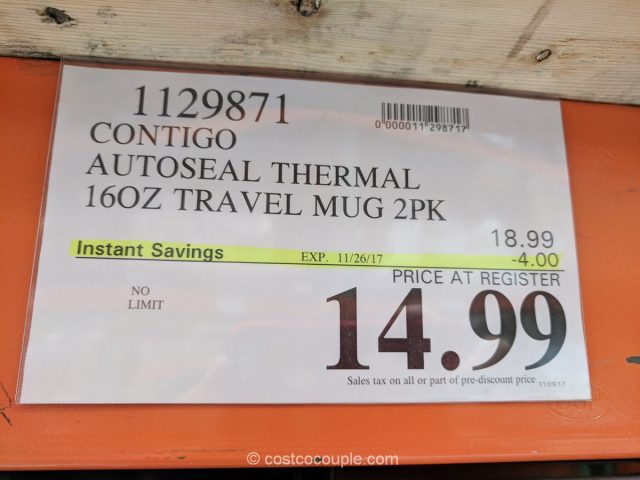 1129871
0 000011 298717
CONTIGO
AUTOSEAL THERMAL
16OZ TRAVEL MUG 2PK
18.99
Instant Savings EXP. 11/26/17 -4.00
PRICE AT REGISTER
NO
LIMIT
14.99
Sales tax on all or part of pre-discount price 11/03/17
© costcocouple.com